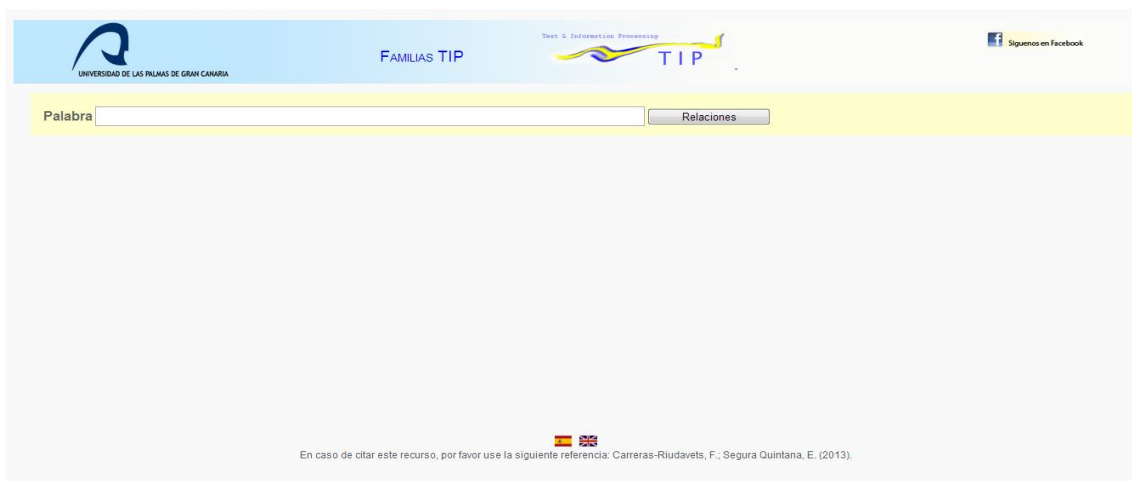 Text & Information Processing
Síguenos en Facebook
FAMILIAS TIP
TIP
UNIVERSIDAD DE LAS PALMAS DE GRAN CANARIA
Palabra
Relaciones
En caso de citar este recurso, por favor use la siguiente referencia: Carreras-Riudavets, F.; Segura Quintana, E. (2013).